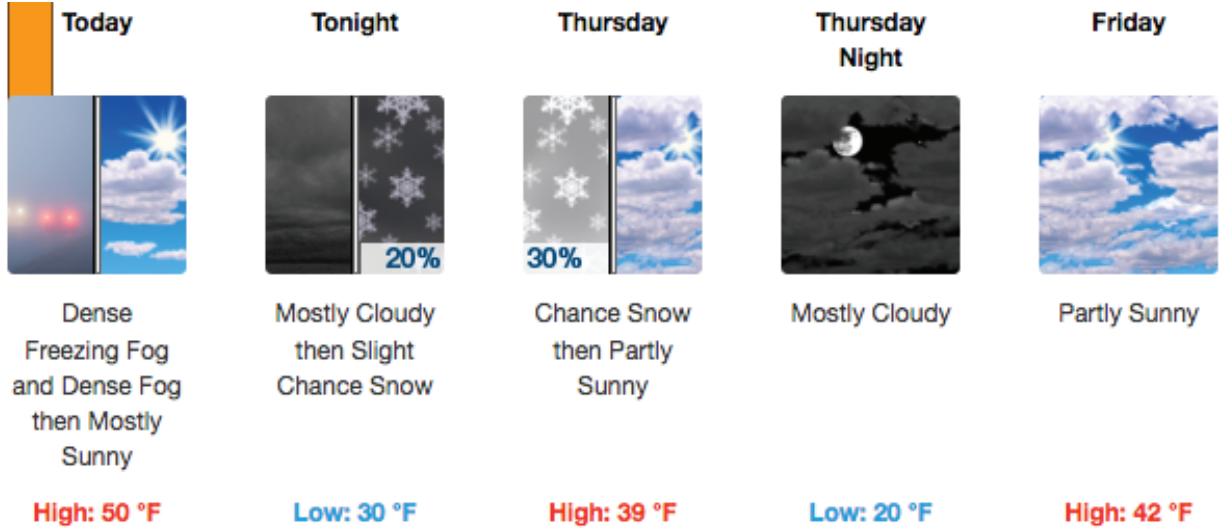 Today
Tonight
Thursday
Thursday
Night
Friday
20%
30%
Dense
Freezing Fog
and Dense Fog
then Mostly
Sunny
Mostly Cloudy
then Slight
Chance Snow
Chance Snow
then Partly
Sunny
Mostly Cloudy
Partly Sunny
High: 50 °F
Low: 30 °F
High: 39 °F
Low: 20 °F
High: 42 °F